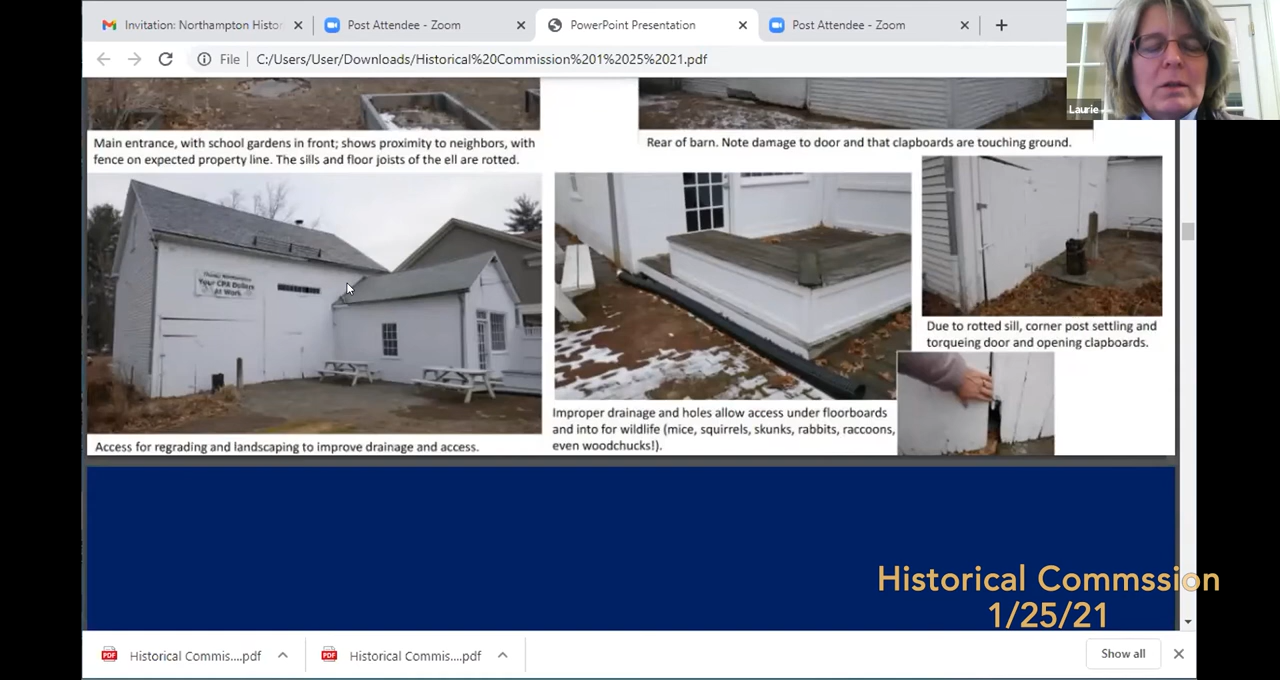 Invitation: Northampton Histor
Post Attendee - Zoom
PowerPoint Presentation
Post Attendee - Zoom
File
C:/Users/User/Downloads/Historical%20Commission%201%2025%2021.pdf
Laurie
Main entrance, with school gardens in front; shows proximity to neighbors, with
fence on expected property line. The sills and floor joists of the ell are rotted.
Rear of barn. Note damage to door and that clapboards are touching ground.
Your CPA Dollars
At Work
Due to rotted sill, corner post settling and
torqueing door and opening clapboards.
Access for regrading and landscaping to improve drainage and access.
Improper drainage and holes allow access under floorboards
and into for wildlife (mice, squirrels, skunks, rabbits, raccoons,
even woodchucks!).
Historical Commssion
1/25/21
PDF
Historical Commis....pdf
PDF
Historical Commis....pdf
Show all